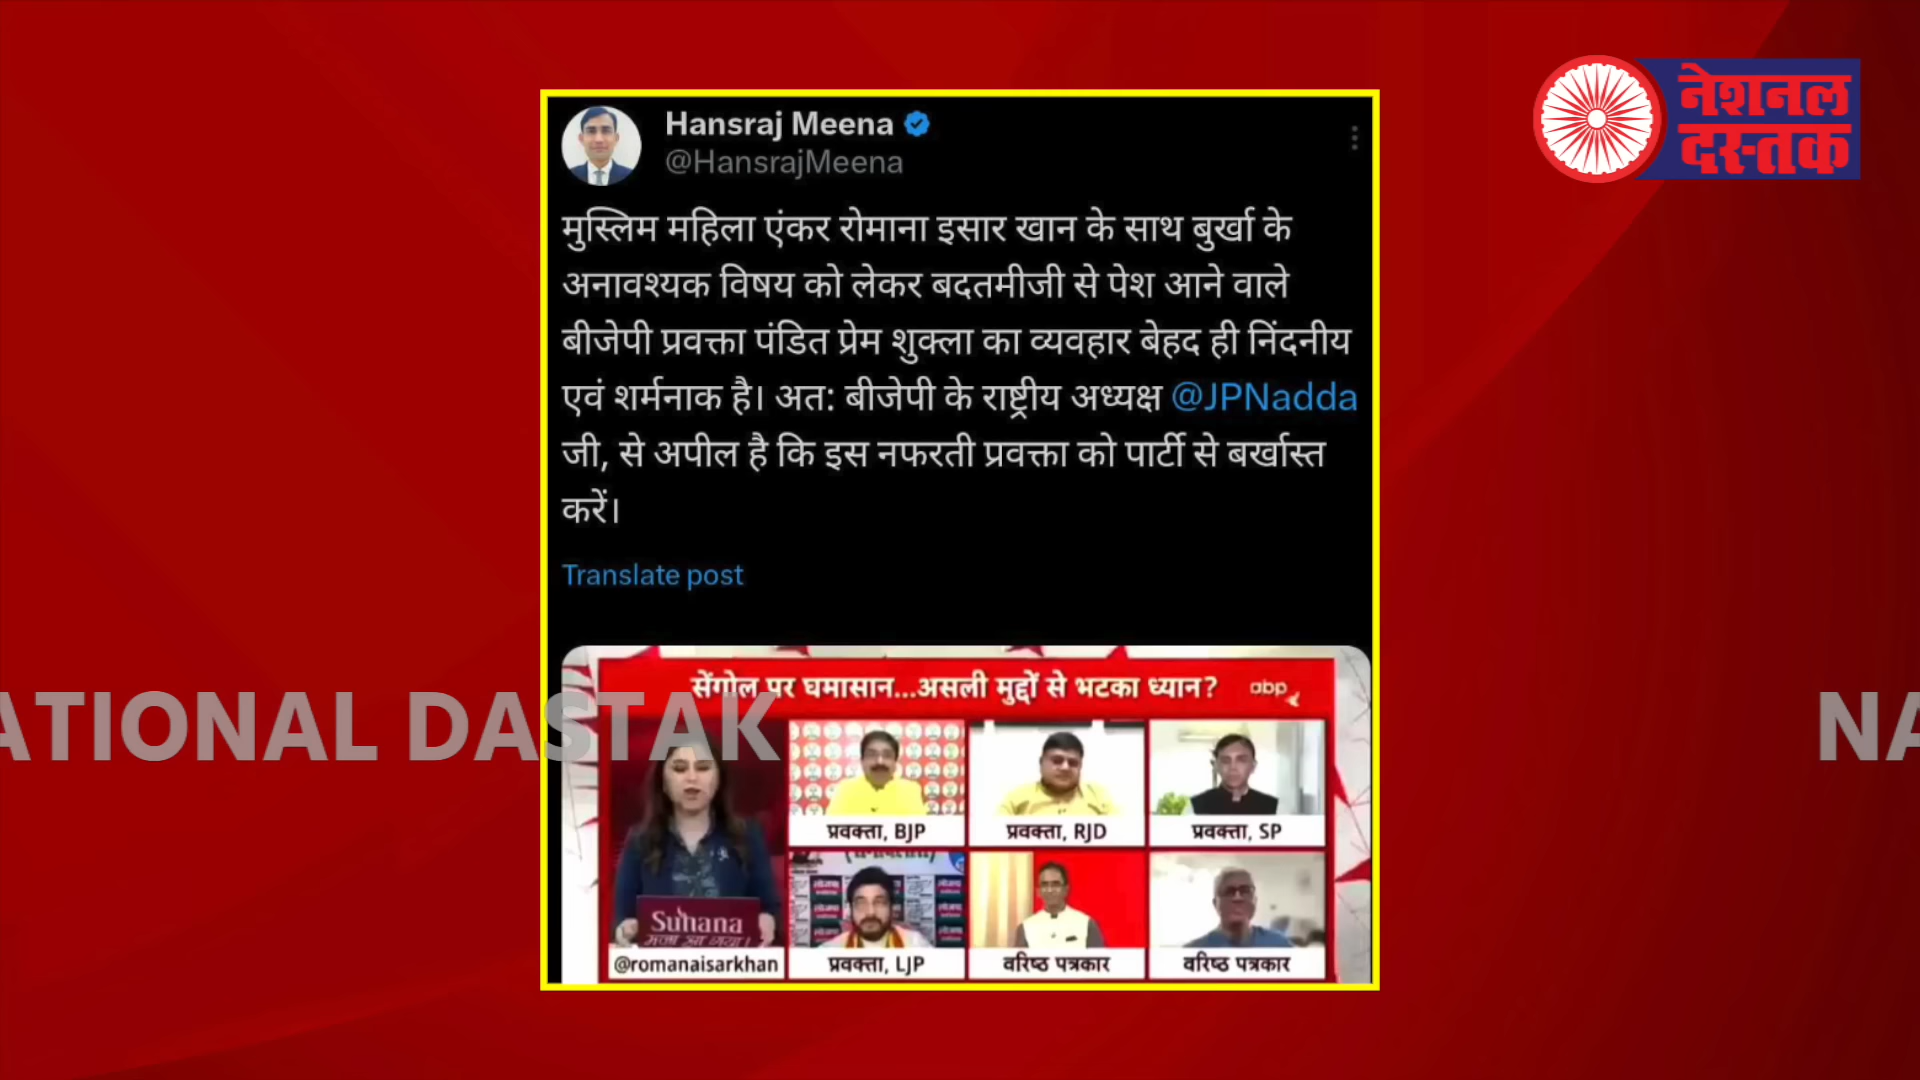 नेशनल
दस्तक
Hansraj Meena
@HansrajMeena
मुस्लिम महिला एंकर रोमाना इसार खान के साथ बुर्खा के
अनावश्यक विषय को लेकर बदतमीजी से पेश आने वाले
बीजेपी प्रवक्ता पंडित प्रेम शुक्ला का व्यवहार बेहद ही निंदनीय
एवं शर्मनाक है। अत: बीजेपी के राष्ट्रीय अध्यक्ष @JPNadda
जी, से अपील है कि इस नफरती प्रवक्ता को पार्टी से बर्खास्त
करें।
Translate post
सेंगोल पर घमासान...असली मुद्दों से भटका ध्यान?
abp
ATIONAL DASTAK
NA
प्रवक्ता, BJP
प्रवक्ता, RJD
प्रवक्ता, SP
Suhana
मज़ा आ गया!
@romanaisarkhan
प्रवक्ता, LJP
वरिष्ठ पत्रकार
वरिष्ठ पत्रकार